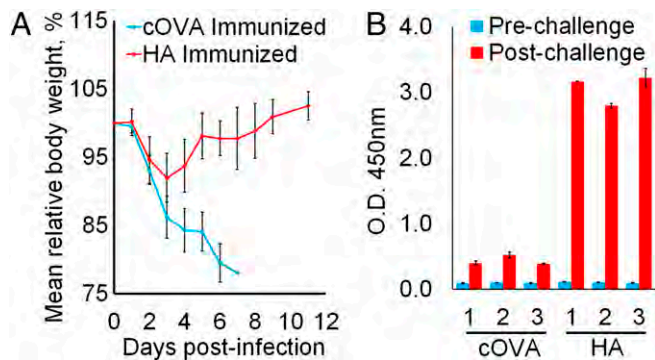 A
cOVA Immunized
HA Immunized
Mean relative body weight, %
115
105
95
85
75
0 2 4 6 8 10 12
Days post-infection
B
Pre-challenge
Post-challenge
O.D. 450nm
4.0
3.0
2.0
1.0
0.0
1 2 3 1 2 3
cOVA HA